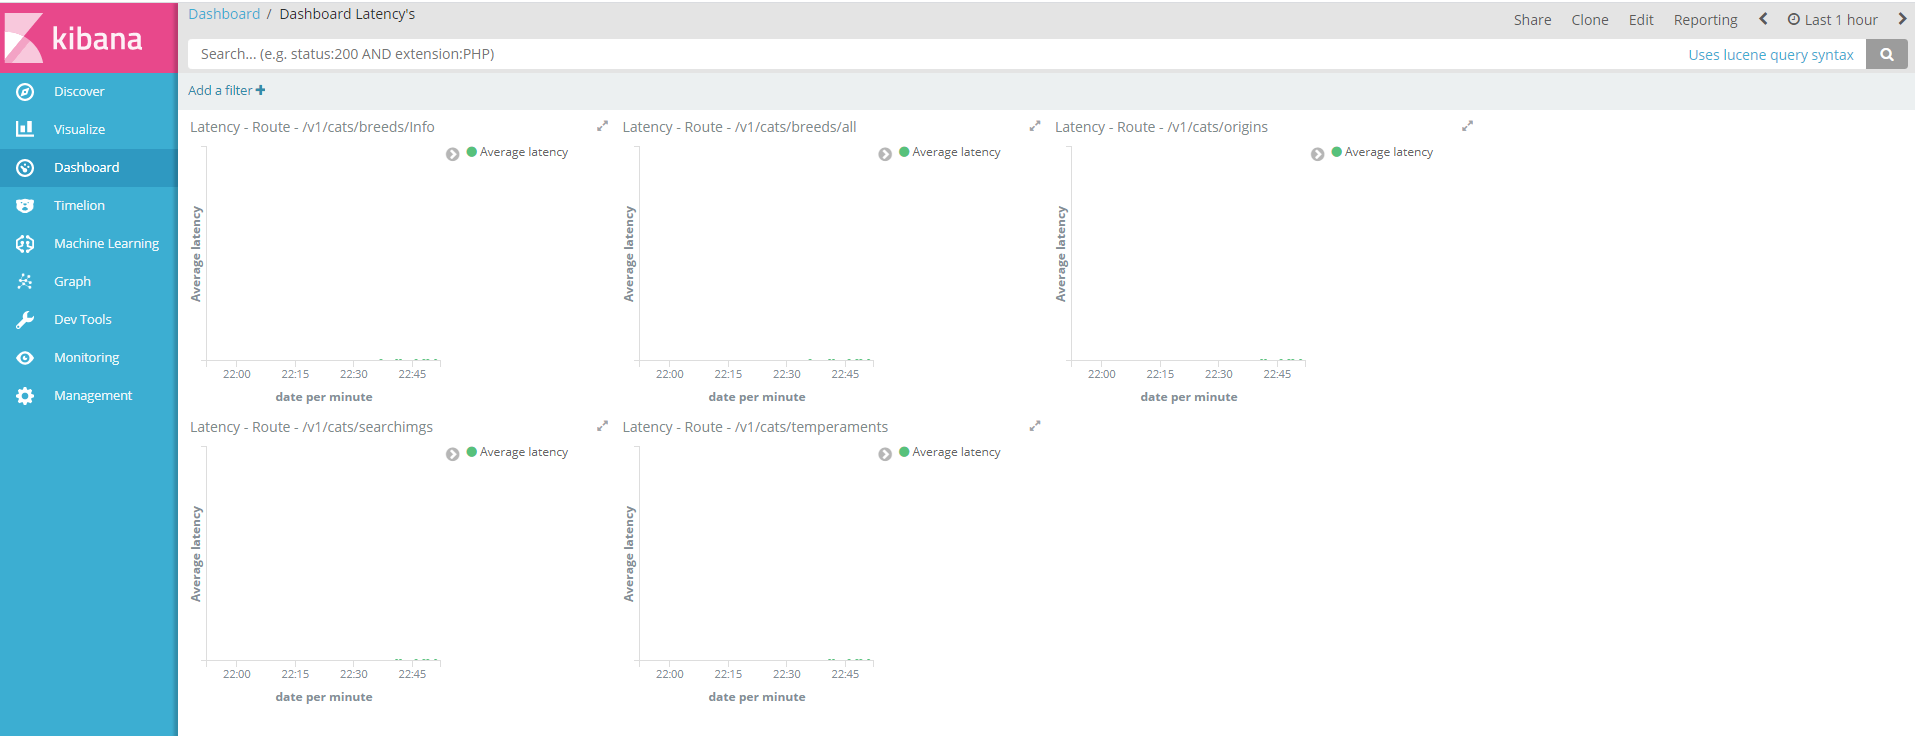 kibana
Discover
Visualize
Dashboard
Timelion
Machine Learning
Graph
Dev Tools
Monitoring
Management
Dashboard / Dashboard Latency's
Share Clone Edit Reporting Last 1 hour
Search... (e.g. status:200 AND extension:PHP) Uses lucene query syntax
Add a filter
Latency - Route - /v1/cats/breeds/Info
Average latency
Average latency
22:00 22:15 22:30 22:45
date per minute
Latency - Route - /v1/cats/breeds/all
Average latency
Average latency
22:00 22:15 22:30 22:45
date per minute
Latency - Route - /v1/cats/origins
Average latency
Average latency
22:00 22:15 22:30 22:45
date per minute
Latency - Route - /v1/cats/searchimgs
Average latency
Average latency
22:00 22:15 22:30 22:45
date per minute
Latency - Route - /v1/cats/temperaments
Average latency
Average latency
22:00 22:15 22:30 22:45
date per minute